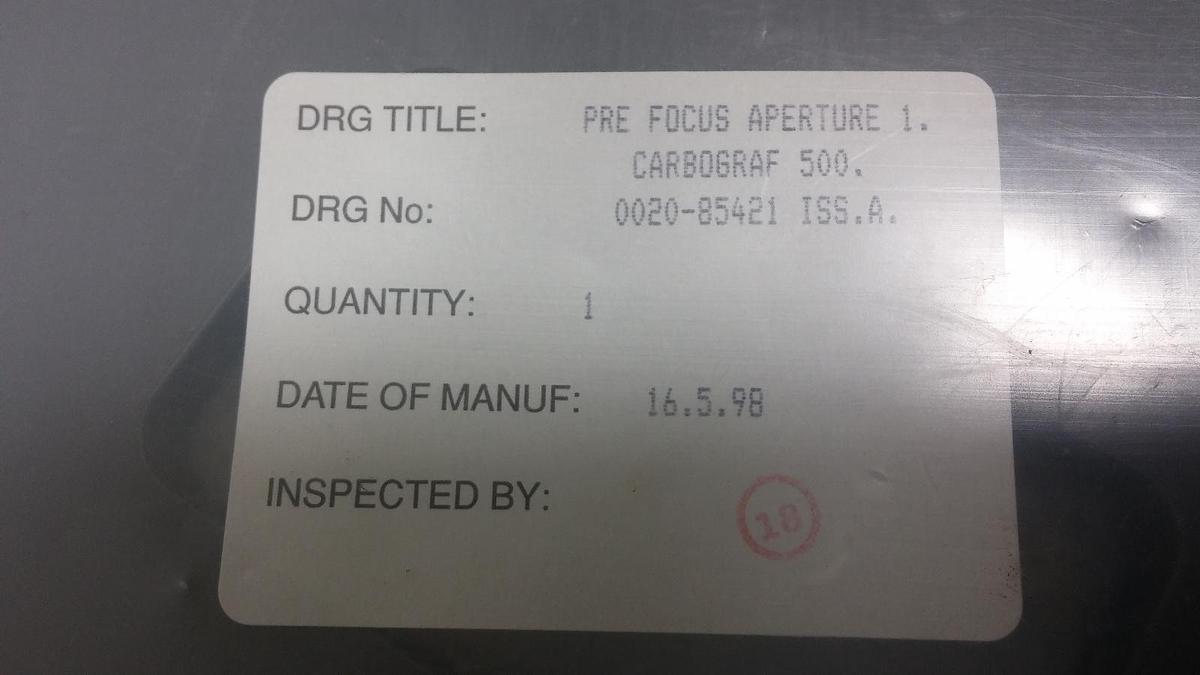 DRG TITLE: PRE FOCUS APERTURE 1.
CARBOGRAF 500.
DRG No: 0020-85421 ISS.A.
QUANTITY: 1
DATE OF MANUF: 16.5.98
INSPECTED BY: 18